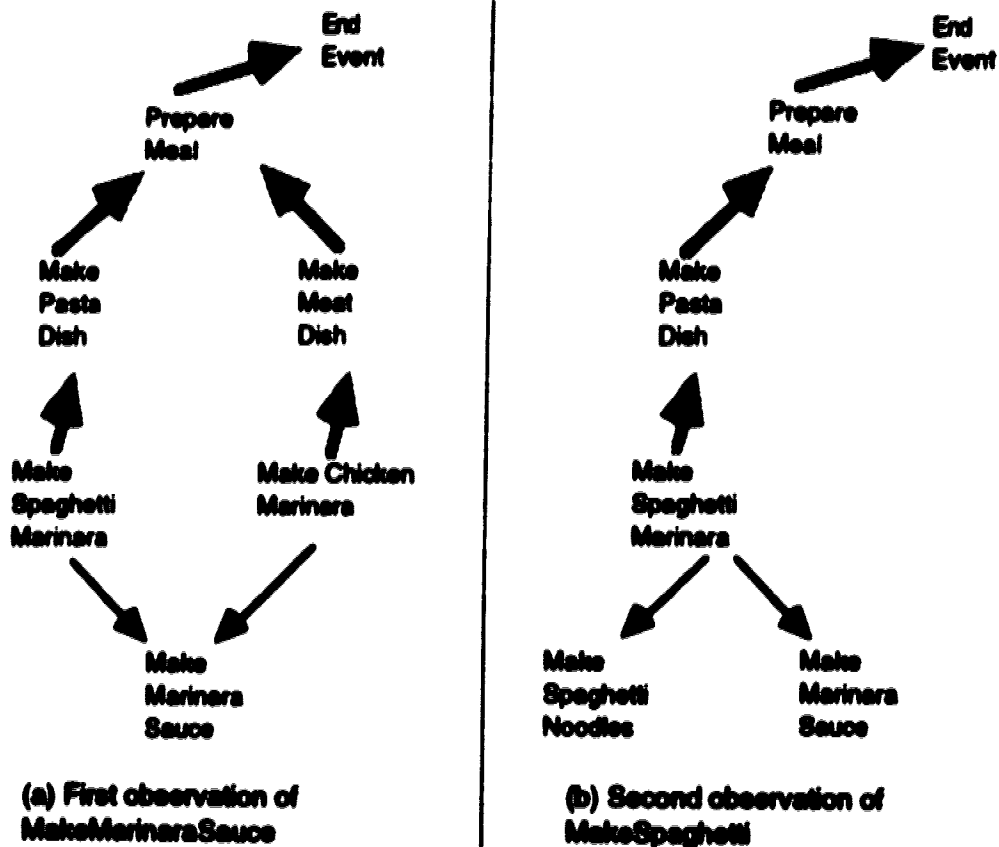 End
Event
Prepare
Meal
Make
Pasta
Dish
Make
Meat
Dish
Make
Spaghetti
Marinara
Make Chicken
Marinara
Make
Marinara
Sauce
(a) First observation of
MakeMarinaraSauce
End
Event
Prepare
Meal
Make
Pasta
Dish
Make
Spaghetti
Marinara
Make
Spaghetti
Noodles
Make
Marinara
Sauce
(b) Second observation of
MakeSpaghetti